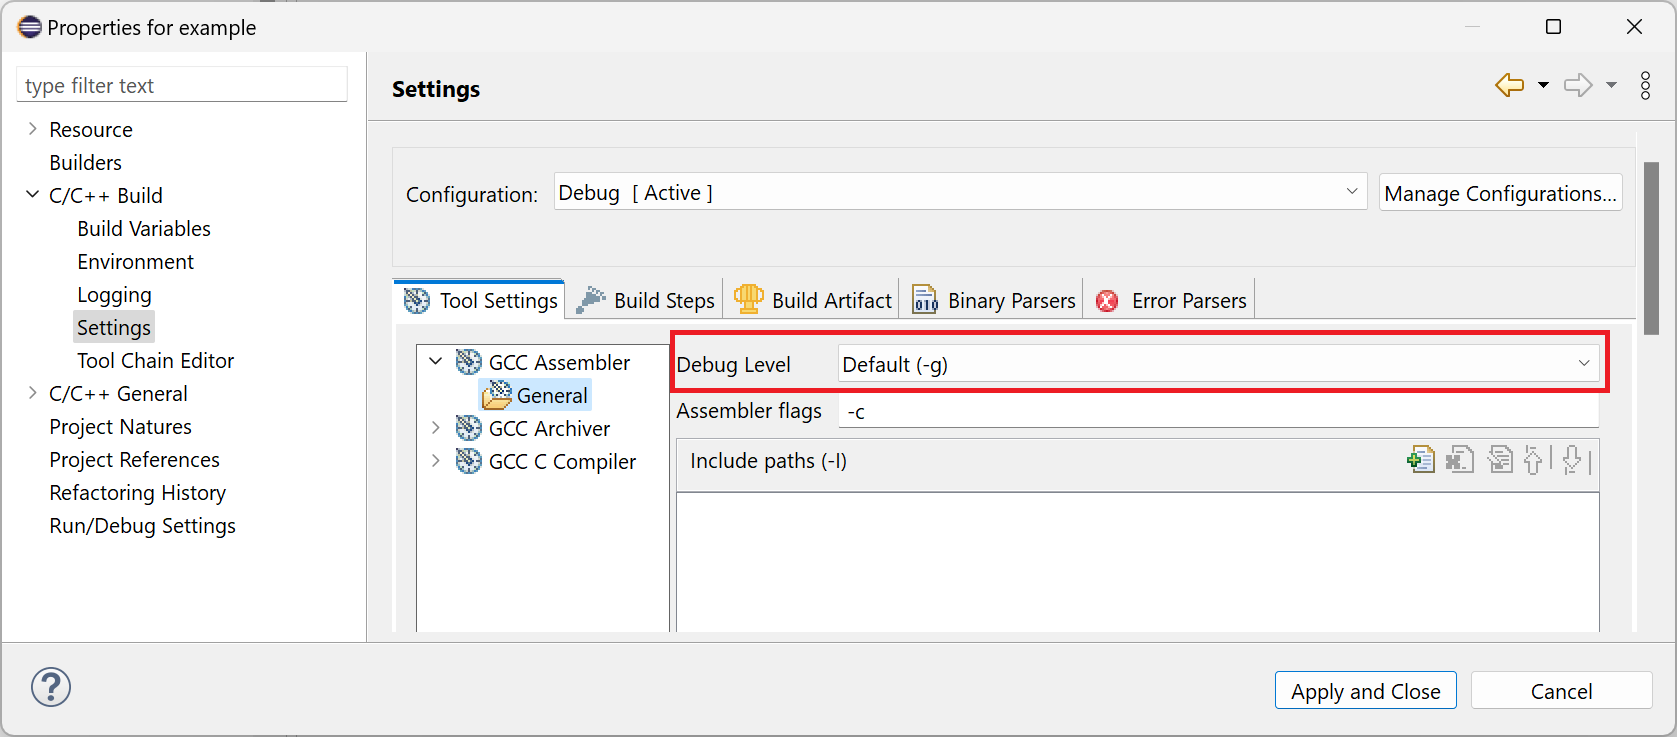 Properties for example
type filter text
Resource
Builders
C/C++ Build
Build Variables
Environment
Logging
Settings
Tool Chain Editor
C/C++ General
Project Natures
Project References
Refactoring History
Run/Debug Settings
Settings
Configuration: Debug [ Active ] Manage Configurations...
Tool Settings Build Steps Build Artifact 010 Binary Parsers Error Parsers
GCC Assembler
General
GCC Archiver
GCC C Compiler
Debug Level Default (-g)
Assembler flags -c
Include paths (-I)
? Apply and Close Cancel